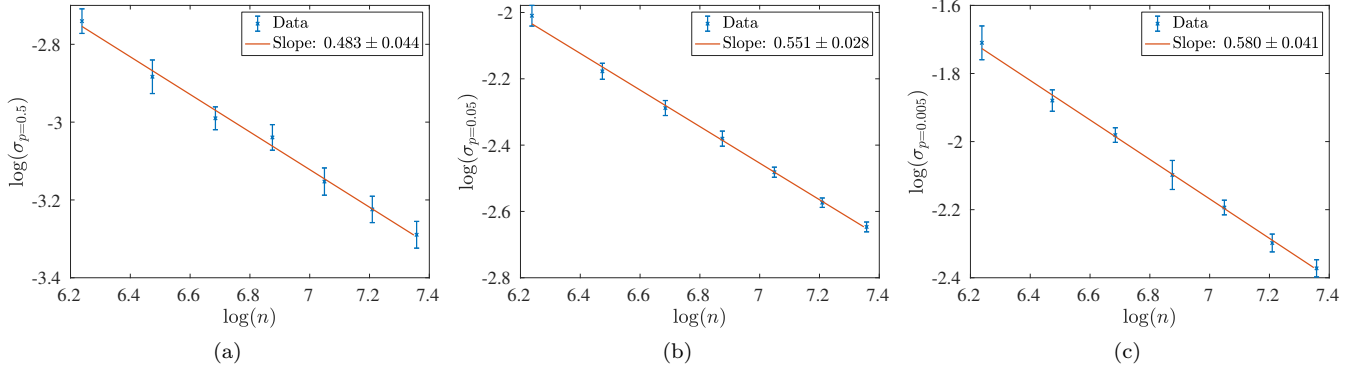 Data
Slope: 0.483 ± 0.044
-2.8
-3
-3.2
-3.4
6.2 6.4 6.6 6.8 7 7.2 7.4
log(σ_{p=0.5})
log(n)
(a)
Data
Slope: 0.551 ± 0.028
-2
-2.2
-2.4
-2.6
-2.8
6.2 6.4 6.6 6.8 7 7.2 7.4
log(σ_{p=0.05})
log(n)
(b)
Data
Slope: 0.580 ± 0.041
-1.6
-1.8
-2
-2.2
-2.4
6.2 6.4 6.6 6.8 7 7.2 7.4
log(σ_{p=0.005})
log(n)
(c)